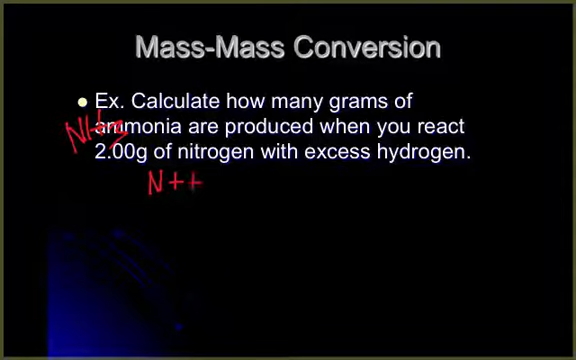 Mass-Mass Conversion
Ex. Calculate how many grams of
ammonia are produced when you react
2.00g of nitrogen with excess hydrogen.
NH3
N++